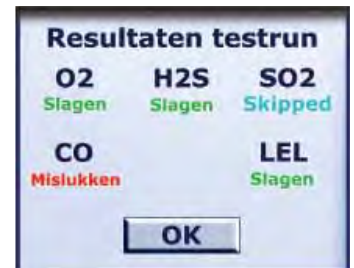 Resultaten testrun
O2 H2S SO2
Slagen Slagen Skipped
CO LEL
Mislukken Slagen
OK